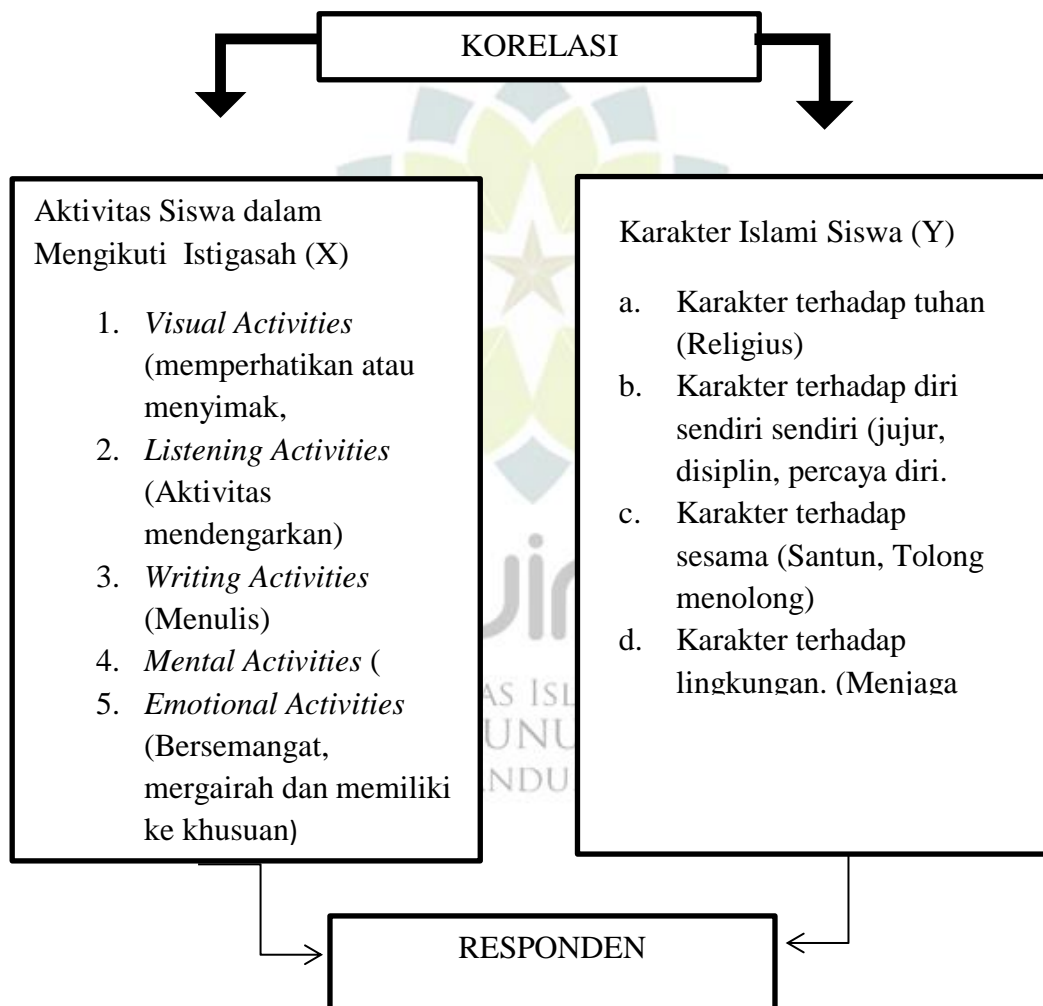 KORELASI
Aktivitas Siswa dalam
Mengikuti Istigasah (X)
1. Visual Activities
(memperhatikan atau
menyimak,
2. Listening Activities
(Aktivitas
mendengarkan)
3. Writing Activities
(Menulis)
4. Mental Activities (
5. Emotional Activities
(Bersemangat,
mergairah dan memiliki
ke khusuan)
Karakter Islami Siswa (Y)
a. Karakter terhadap tuhan
(Religius)
b. Karakter terhadap diri
sendiri sendiri (jujur,
disiplin, percaya diri.
c. Karakter terhadap
sesama (Santun, Tolong
menolong)
d. Karakter terhadap
lingkungan. (Menjaga
RESPONDEN